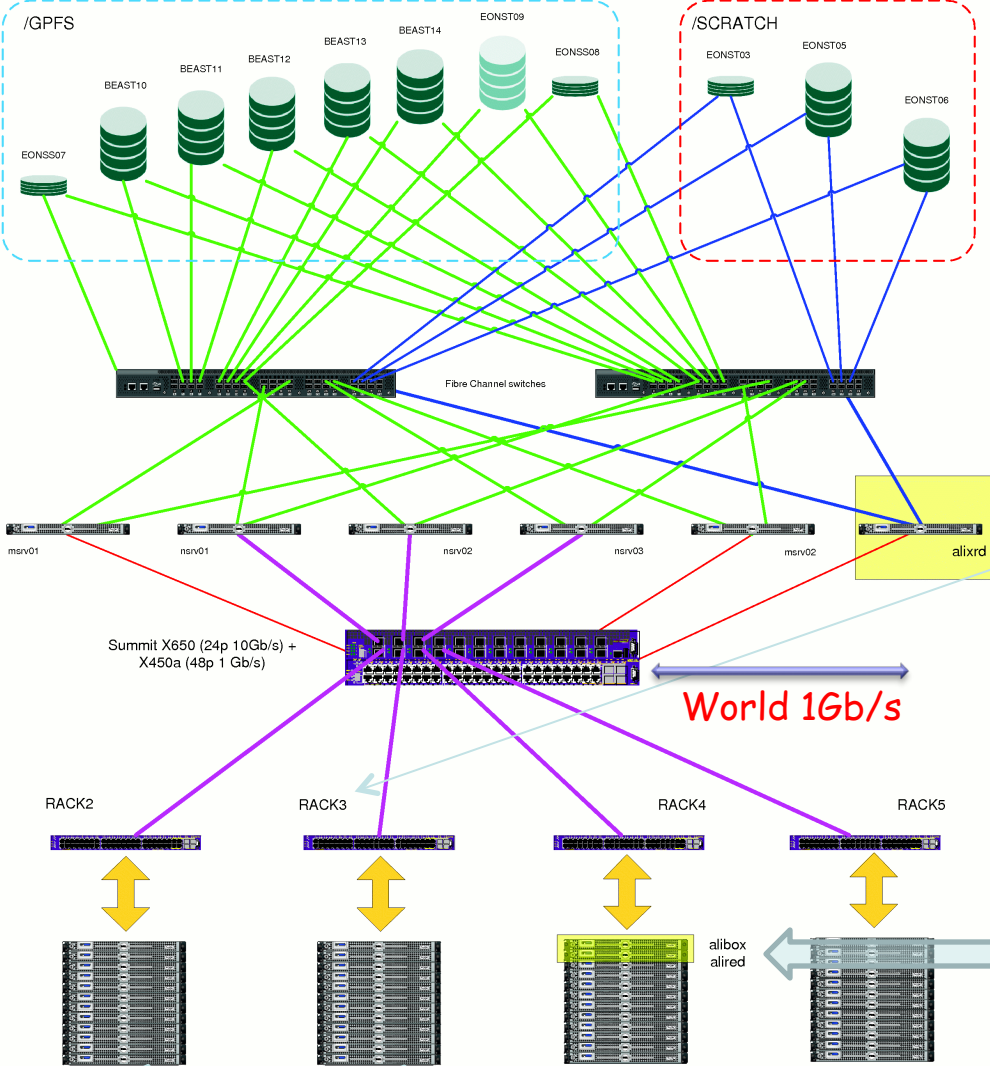 /GPFS
EONSS07
BEAST10
BEAST11
BEAST12
BEAST13
BEAST14
EONST09
EONSS08
/SCRATCH
EONST03
EONST05
EONST06
Fibre Channel switches
msrv01
nsrv01
nsrv02
nsrv03
msrv02
alixrd
Summit X650 (24p 10Gb/s) +
X450a (48p 1 Gb/s)
World 1Gb/s
RACK2
RACK3
RACK4
RACK5
alibox
alired